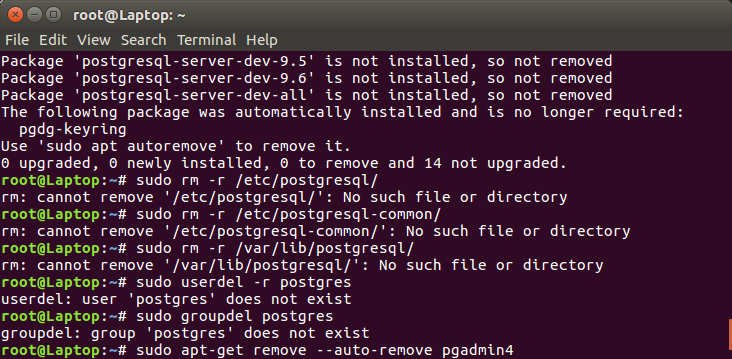 root@Laptop: ~
File Edit View Search Terminal Help
Package 'postgresql-server-dev-9.5' is not installed, so not removed
Package 'postgresql-server-dev-9.6' is not installed, so not removed
Package 'postgresql-server-dev-all' is not installed, so not removed
The following package was automatically installed and is no longer required:
  pgdg-keyring
Use 'sudo apt autoremove' to remove it.
0 upgraded, 0 newly installed, 0 to remove and 14 not upgraded.
root@Laptop:~# sudo rm -r /etc/postgresql/
rm: cannot remove '/etc/postgresql/': No such file or directory
root@Laptop:~# sudo rm -r /etc/postgresql-common/
rm: cannot remove '/etc/postgresql-common/': No such file or directory
root@Laptop:~# sudo rm -r /var/lib/postgresql/
rm: cannot remove '/var/lib/postgresql/': No such file or directory
root@Laptop:~# sudo userdel -r postgres
userdel: user 'postgres' does not exist
root@Laptop:~# sudo groupdel postgres
groupdel: group 'postgres' does not exist
root@Laptop:~# sudo apt-get remove --auto-remove pgadmin4